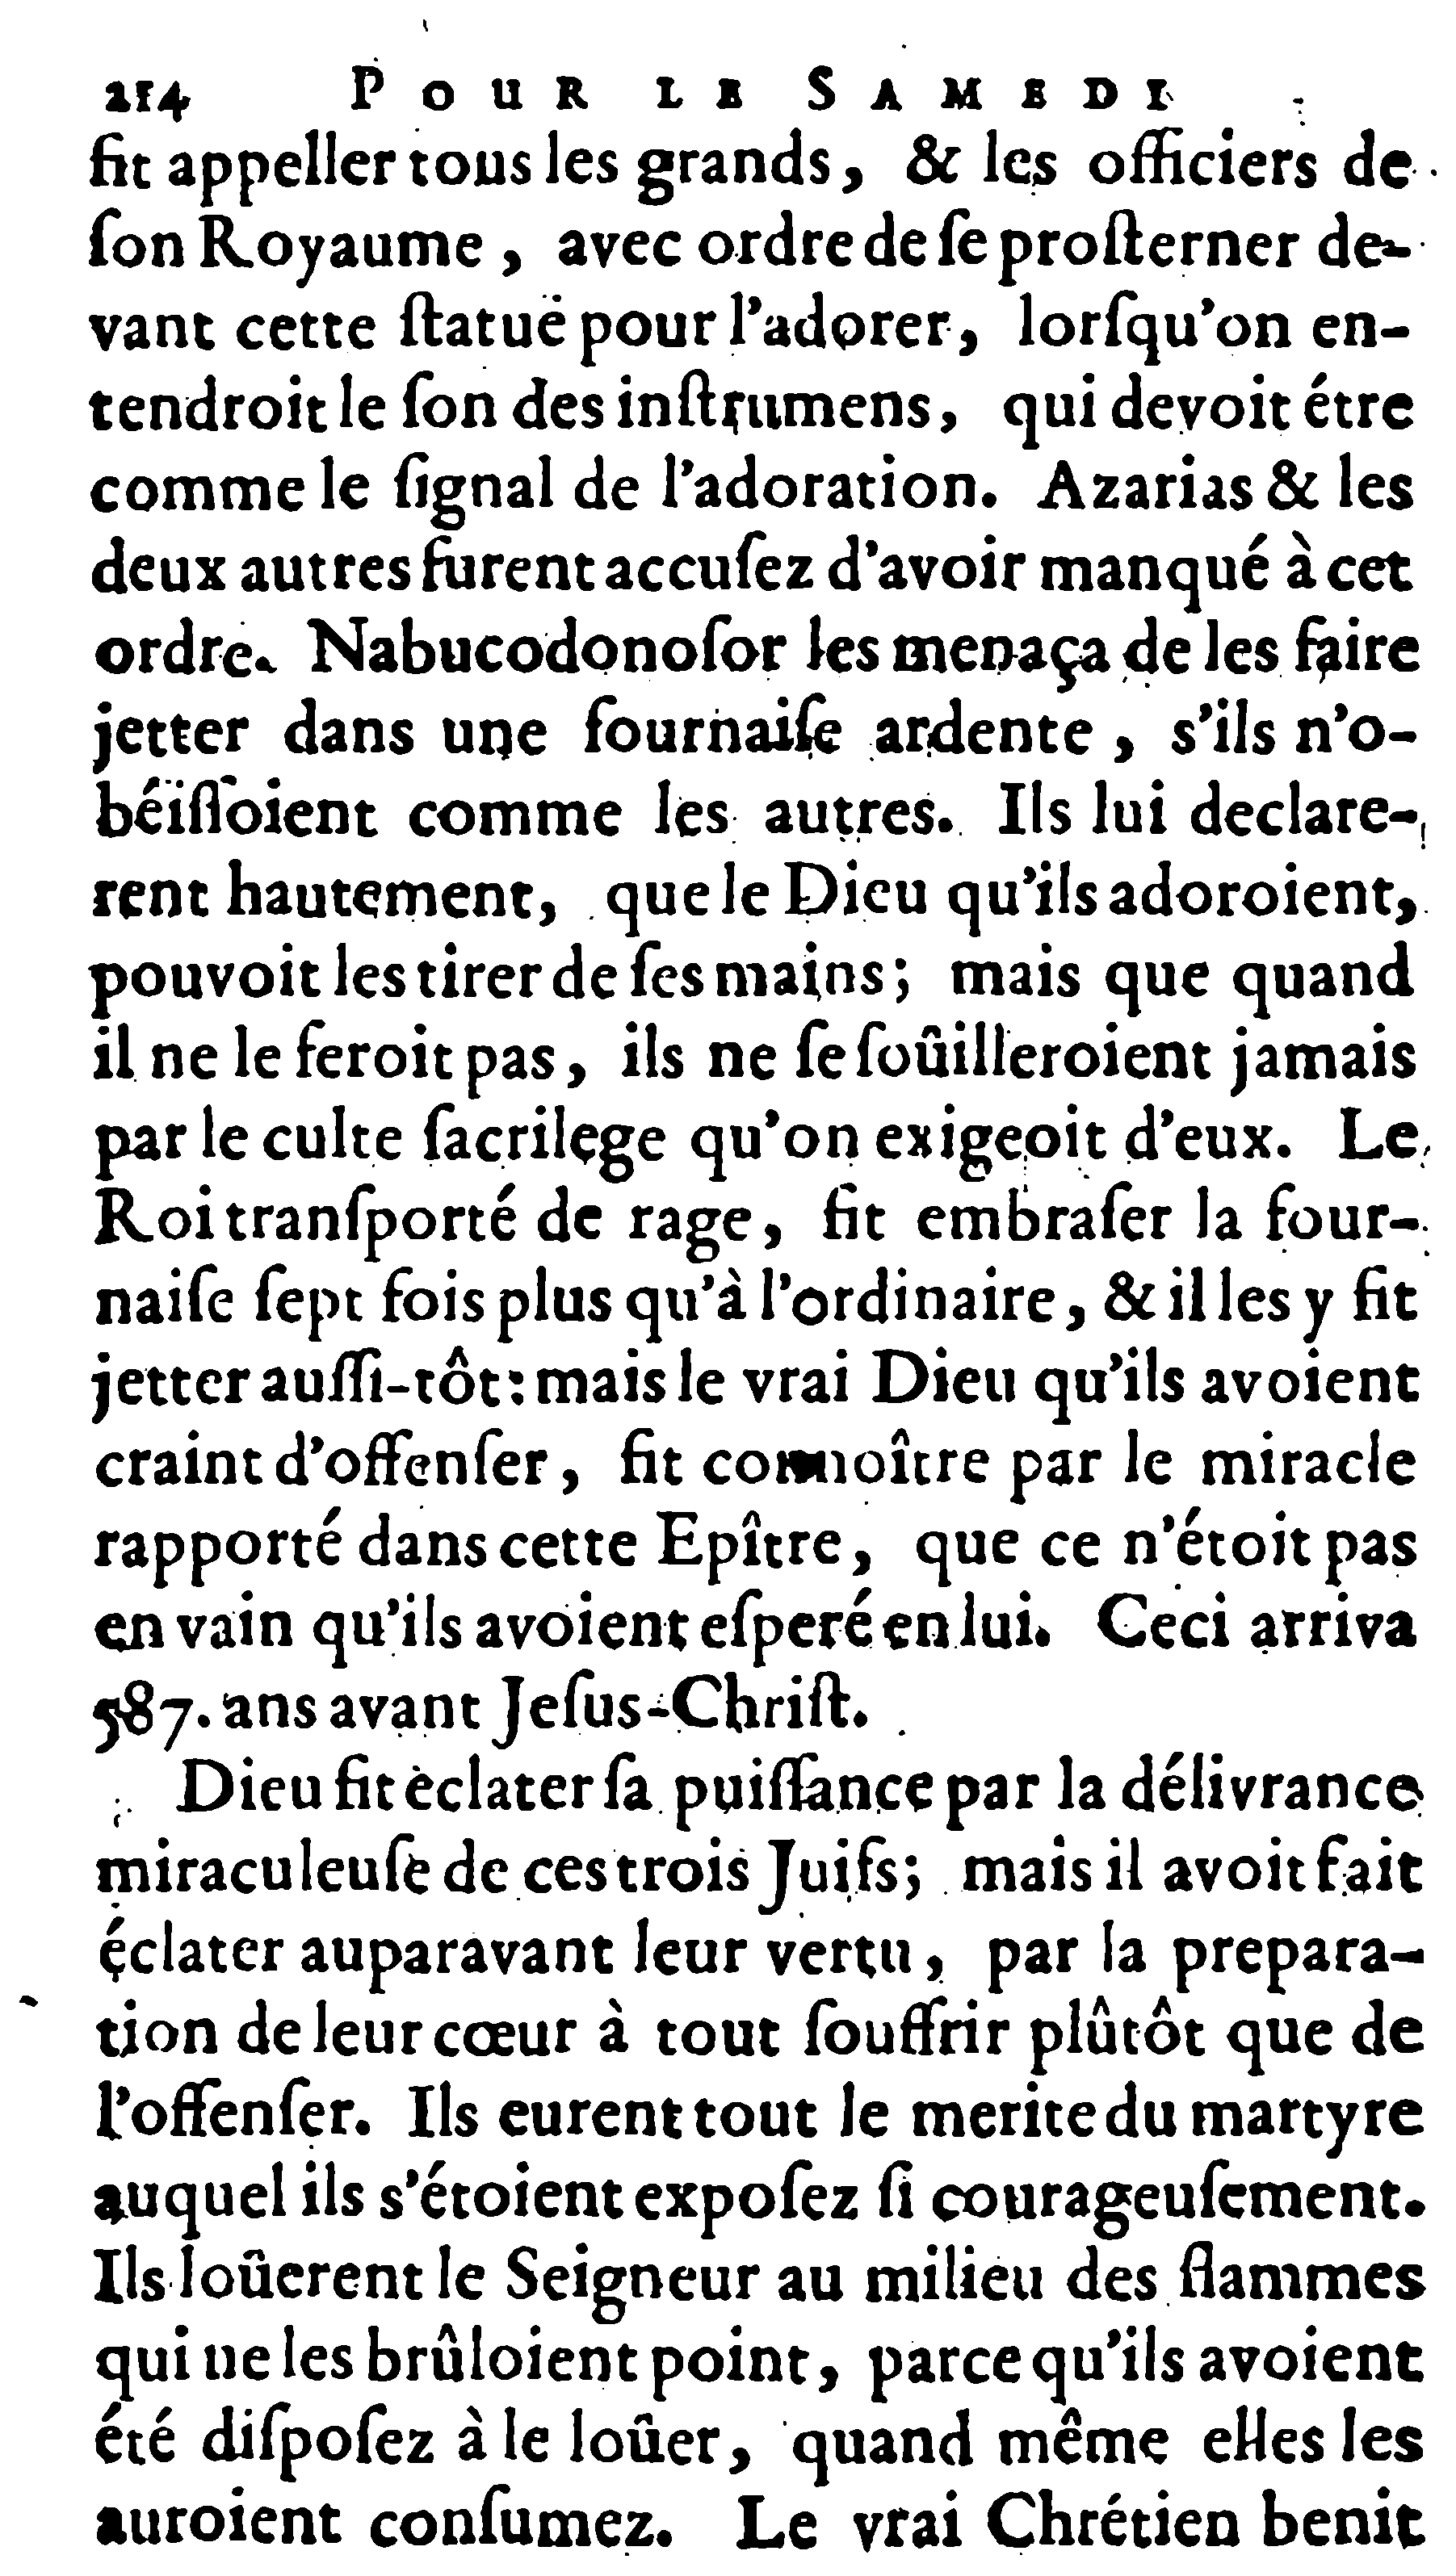 214 POUR LE SAMEDI
fit appeller tous les grands, & les officiers de
ſon Royaume, avec ordre de ſe proſterner de-
vant cette ſtatuë pour l'adorer, lorſqu'on en-
tendroit le ſon des inſtrumens, qui devoit étre
comme le ſignal de l'adoration. Azarias & les
deux autres furent accuſez d'avoir manqué à cet
ordre. Nabucodonoſor les menaça de les faire
jetter dans une fournaiſe ardente, s'ils n'o-
béïſſoient comme les autres. Ils lui declare-
rent hautement, que le Dieu qu'ils adoroient,
pouvoit les tirer de ſes mains; mais que quand
il ne le feroit pas, ils ne ſe ſoûilleroient jamais
par le culte ſacrilege qu'on exigeoit d'eux. Le
Roi tranſporté de rage, fit embraſer la four-
naiſe ſept fois plus qu'à l'ordinaire, & il les y fit
jetter auſſi-tôt: mais le vrai Dieu qu'ils avoient
craint d'offenſer, fit connoître par le miracle
rapporté dans cette Epître, que ce n'étoit pas
en vain qu'ils avoient eſperé en lui. Ceci arriva
587. ans avant Jeſus-Chriſt.
Dieu fit èclater ſa puiſſance par la délivrance
miraculeuſe de ces trois Juifs; mais il avoit fait
éclater auparavant leur vertu, par la prepara-
tion de leur cœur à tout ſouffrir plûtôt que de
l'offenſer. Ils eurent tout le merite du martyre
auquel ils s'étoient expoſez ſi courageuſement.
Ils loûerent le Seigneur au milieu des flammes
qui ne les brûloient point, parce qu'ils avoient
été diſpoſez à le loûer, quand même elles les
auroient conſumez. Le vrai Chrétien benit